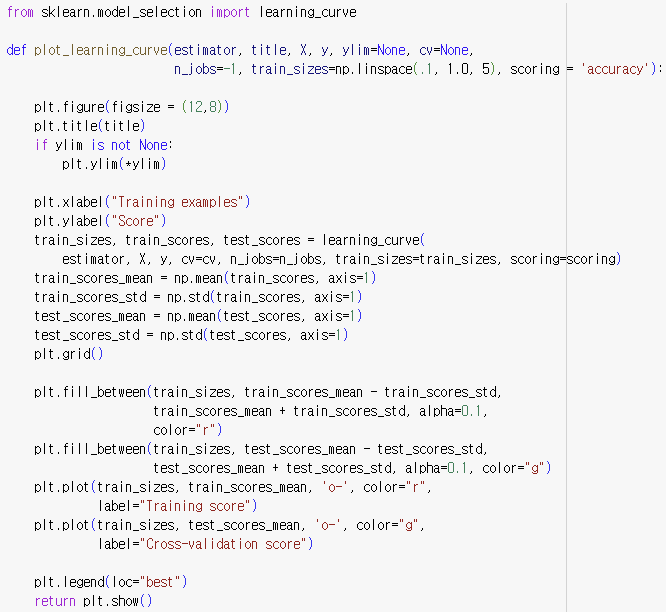 from sklearn.model_selection import learning_curve
def plot_learning_curve(estimator, title, X, y, ylim=None, cv=None,
n_jobs=-1, train_sizes=np.linspace(.1, 1.0, 5), scoring = 'accuracy'):
plt.figure(figsize = (12,8))
plt.title(title)
if ylim is not None:
plt.ylim(*ylim)
plt.xlabel("Training examples")
plt.ylabel("Score")
train_sizes, train_scores, test_scores = learning_curve(
estimator, X, y, cv=cv, n_jobs=n_jobs, train_sizes=train_sizes, scoring=scoring)
train_scores_mean = np.mean(train_scores, axis=1)
train_scores_std = np.std(train_scores, axis=1)
test_scores_mean = np.mean(test_scores, axis=1)
test_scores_std = np.std(test_scores, axis=1)
plt.grid()
plt.fill_between(train_sizes, train_scores_mean - train_scores_std,
train_scores_mean + train_scores_std, alpha=0.1,
color="r")
plt.fill_between(train_sizes, test_scores_mean - test_scores_std,
test_scores_mean + test_scores_std, alpha=0.1, color="g")
plt.plot(train_sizes, train_scores_mean, 'o-', color="r",
label="Training score")
plt.plot(train_sizes, test_scores_mean, 'o-', color="g",
label="Cross-validation score")
plt.legend(loc="best")
return plt.show()